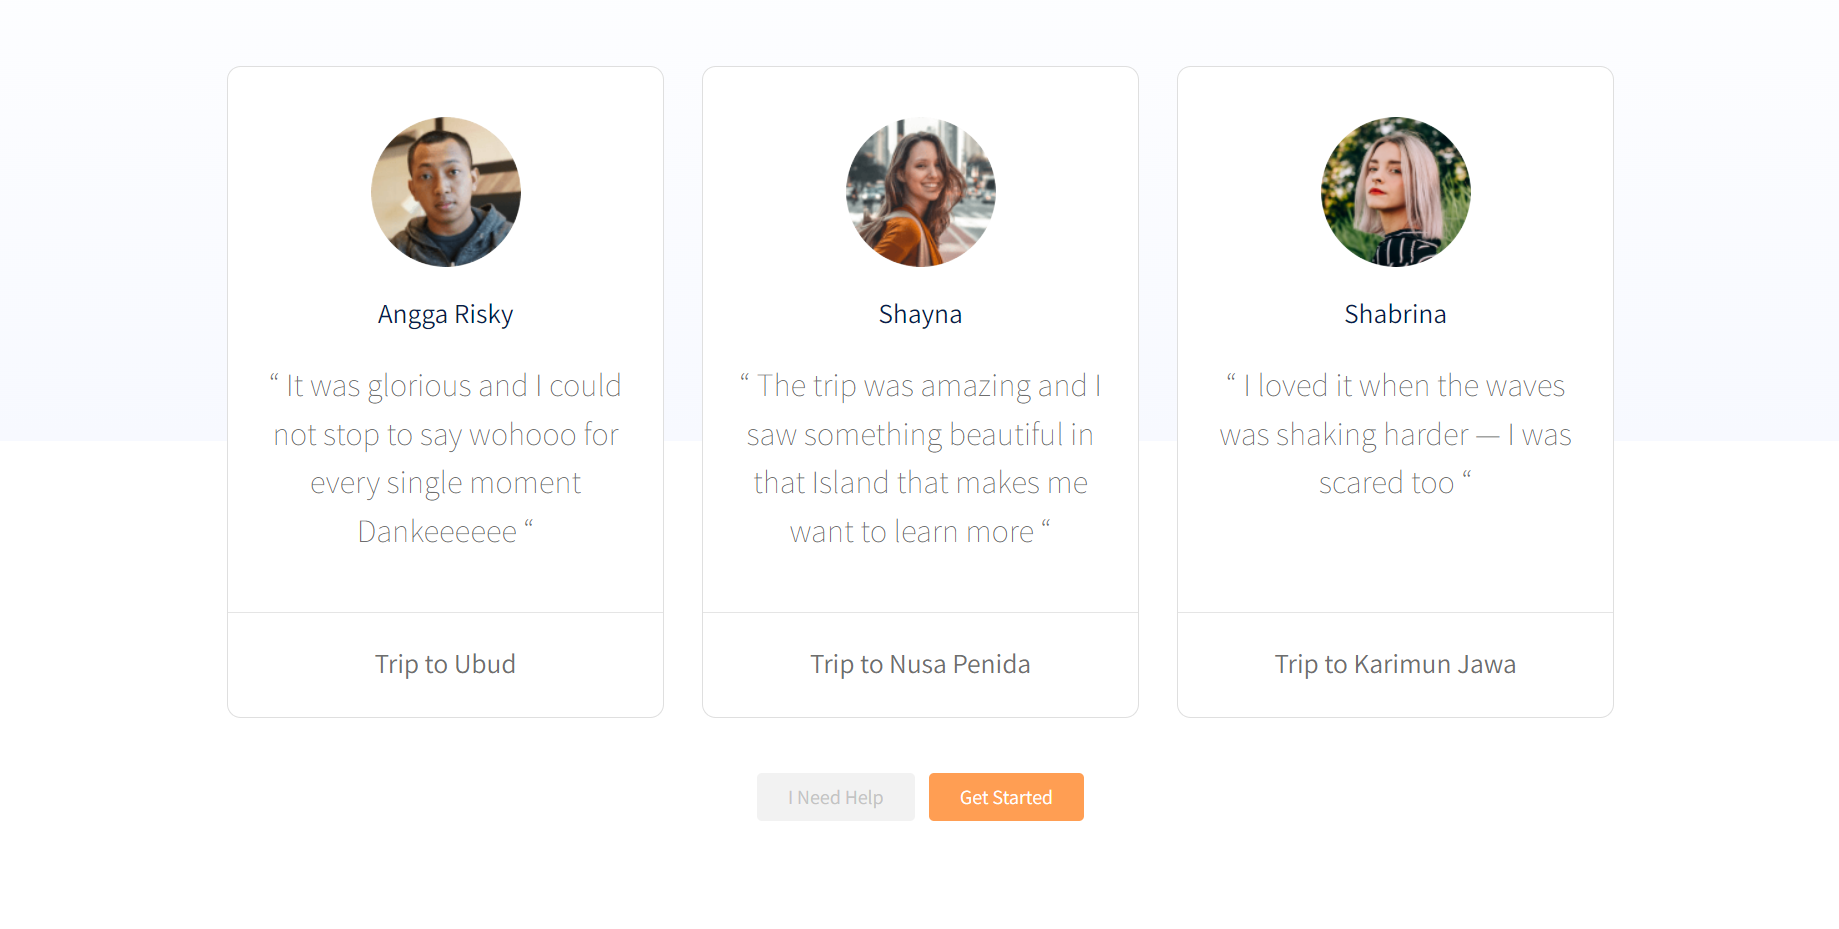 Angga Risky
“ It was glorious and I could
not stop to say wohooo for
every single moment
Dankeeeeee “
Trip to Ubud
Shayna
“ The trip was amazing and I
saw something beautiful in
that Island that makes me
want to learn more “
Trip to Nusa Penida
Shabrina
“ I loved it when the waves
was shaking harder — I was
scared too “
Trip to Karimun Jawa
I Need Help
Get Started